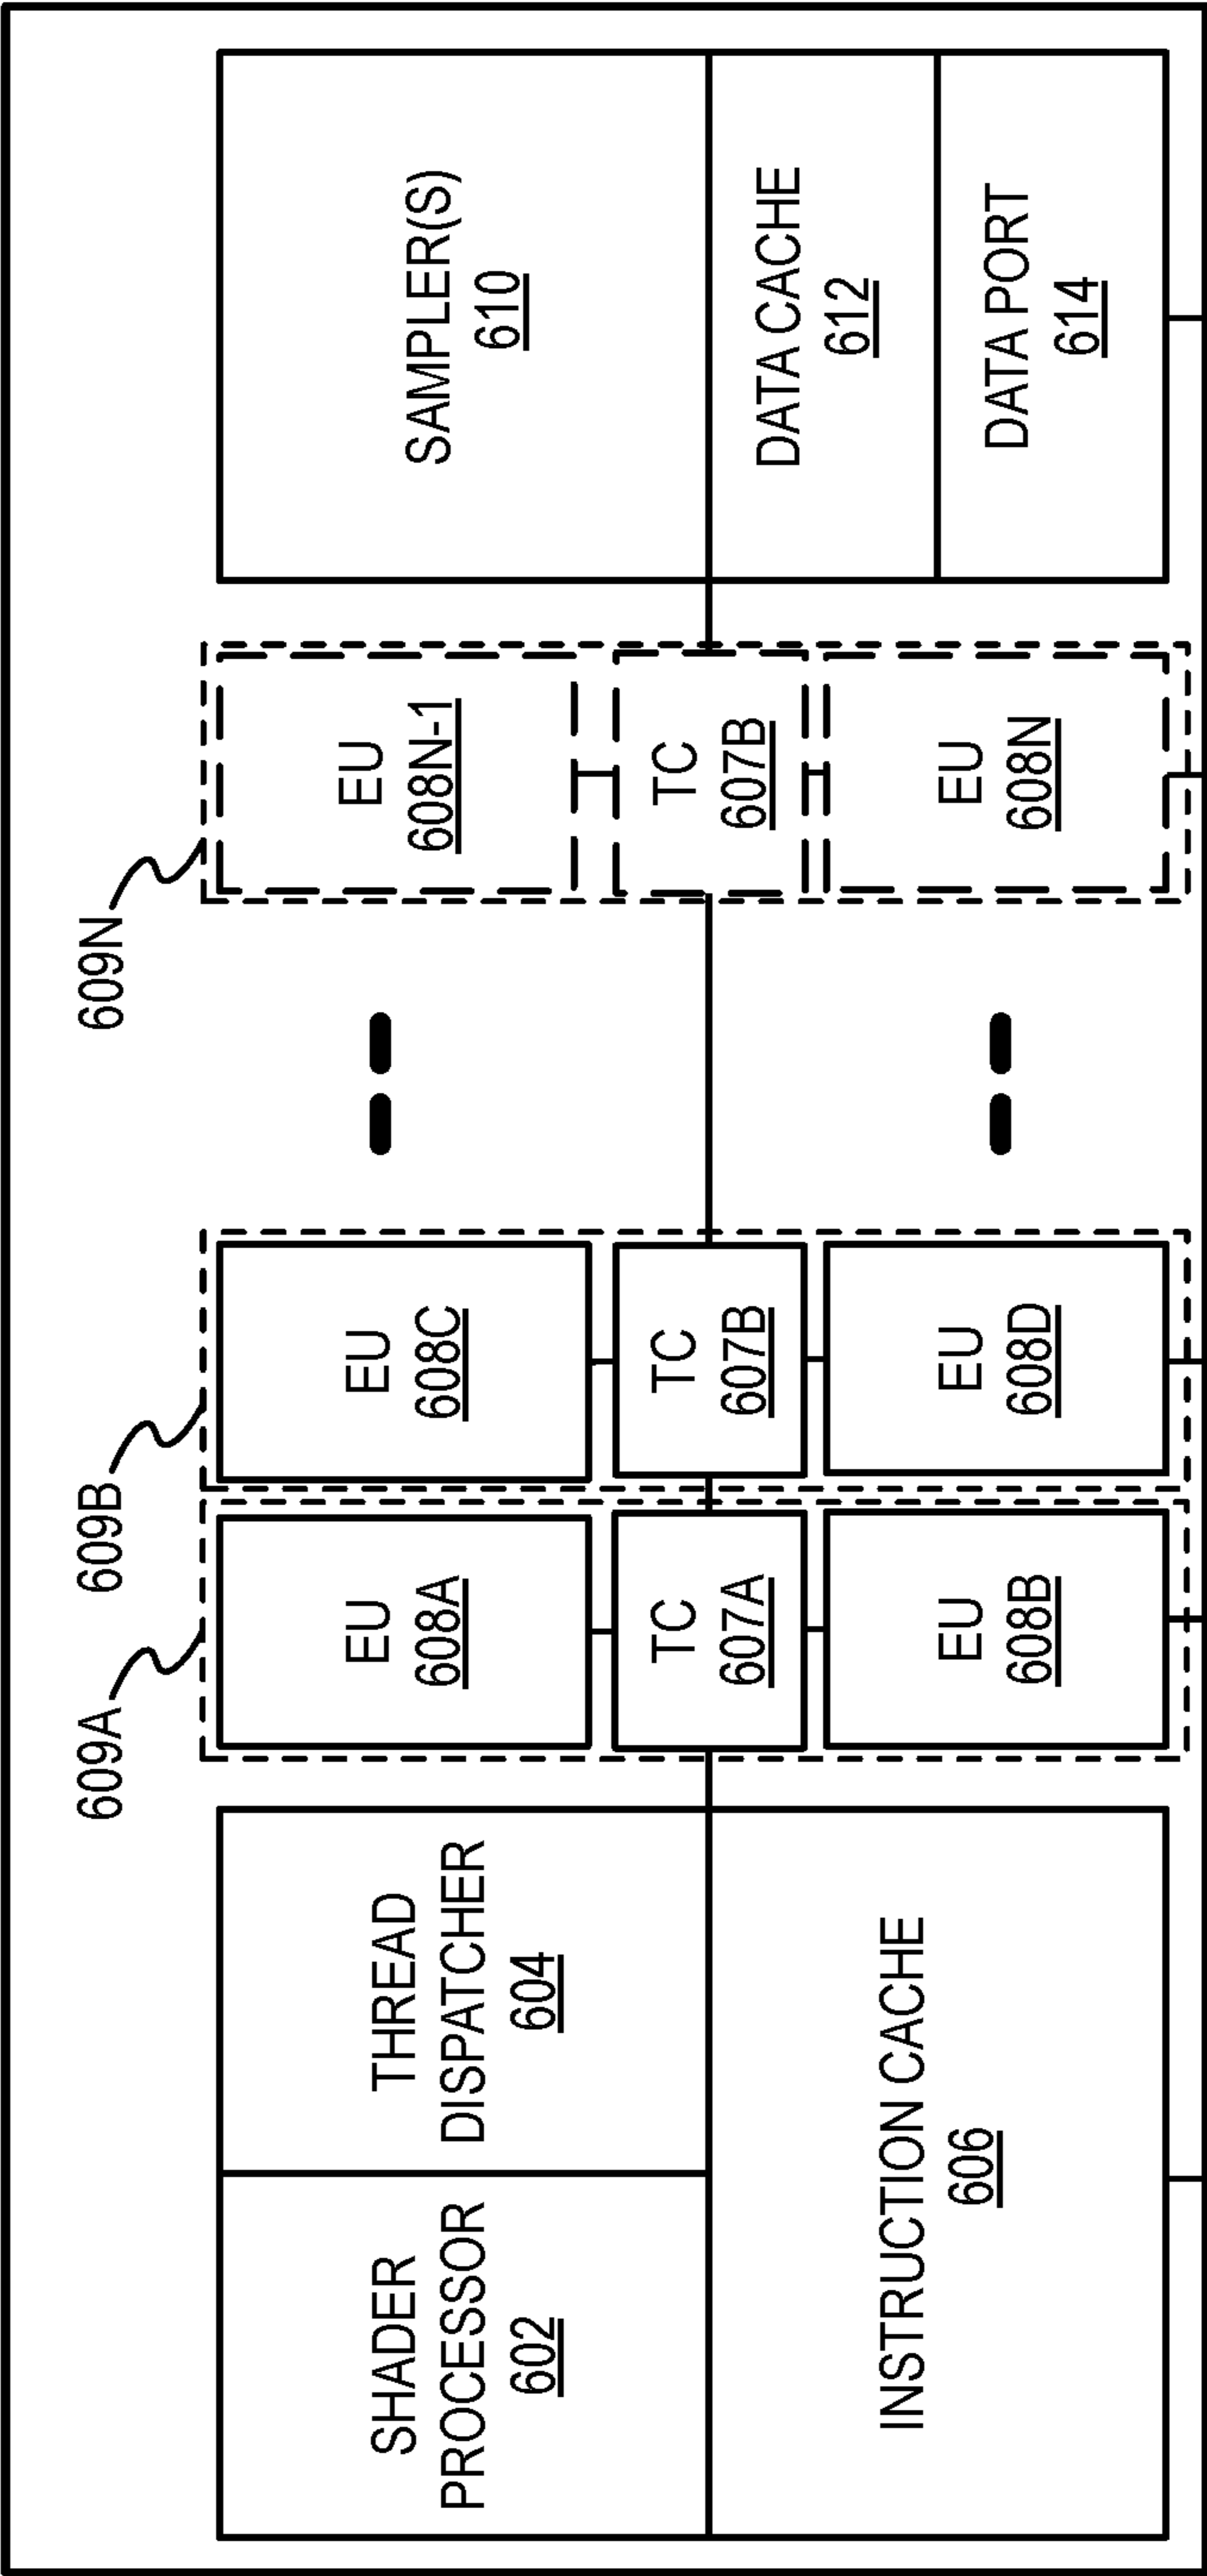 609A
609B
609N
SHADER
PROCESSOR
602
THREAD
DISPATCHER
604
INSTRUCTION CACHE
606
EU
608A
TC
607A
EU
608B
EU
608C
TC
607B
EU
608D
EU
608N-1
TC
607B
EU
608N
SAMPLER(S)
610
DATA CACHE
612
DATA PORT
614